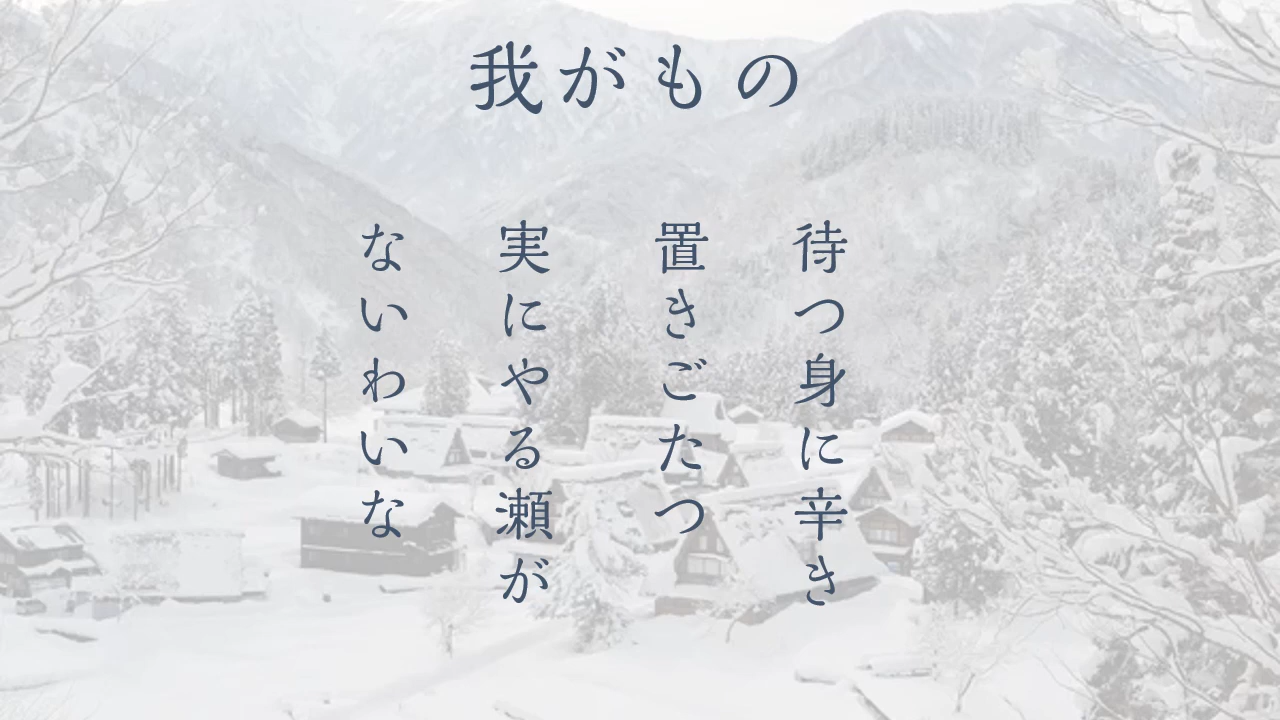 我がもの
待つ身に辛き
置きごたつ
実にやる瀬が
ないわいな